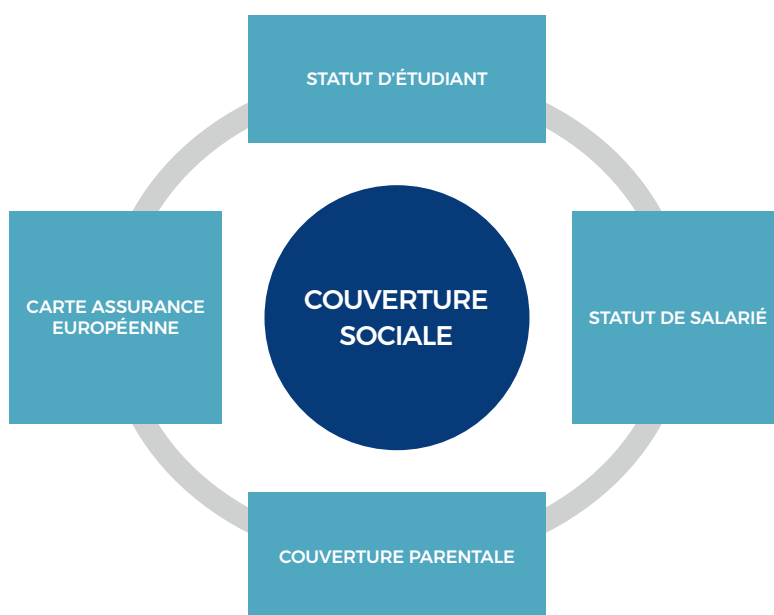 STATUT D'ÉTUDIANT
CARTE ASSURANCE
EUROPÉENNE
COUVERTURE
SOCIALE
STATUT DE SALARIÉ
COUVERTURE PARENTALE